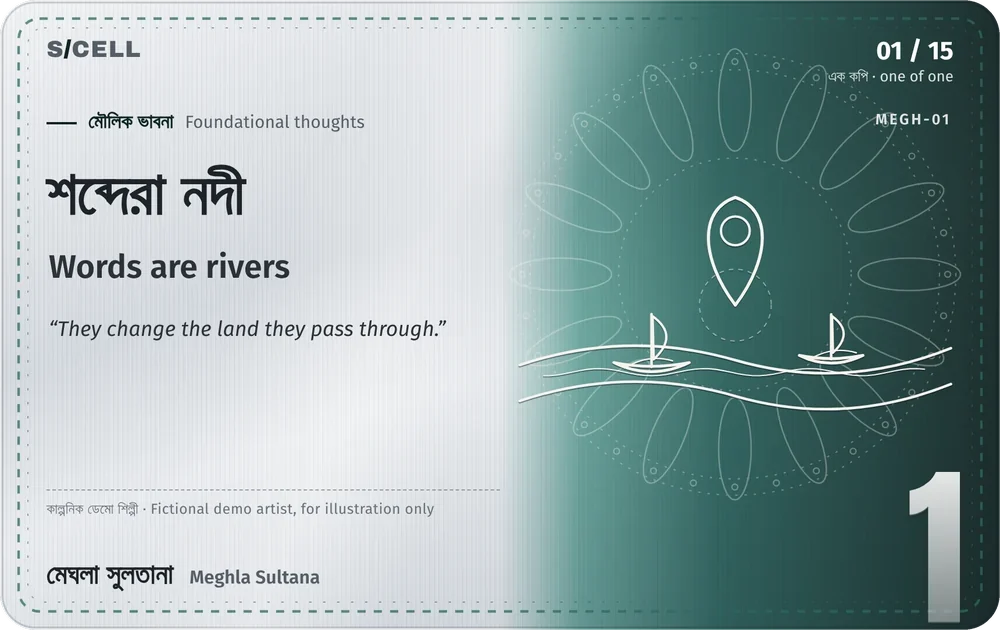 S/CELL
01 / 15
এক কপি · one of one
MEGH-01
মৌলিক ভাবনা Foundational thoughts
শব্দেরা নদী
Words are rivers
“They change the land they pass through.”
কাল্পনিক ডেমো শিল্পী · Fictional demo artist, for illustration only
মেঘলা সুলতানা Meghla Sultana
1